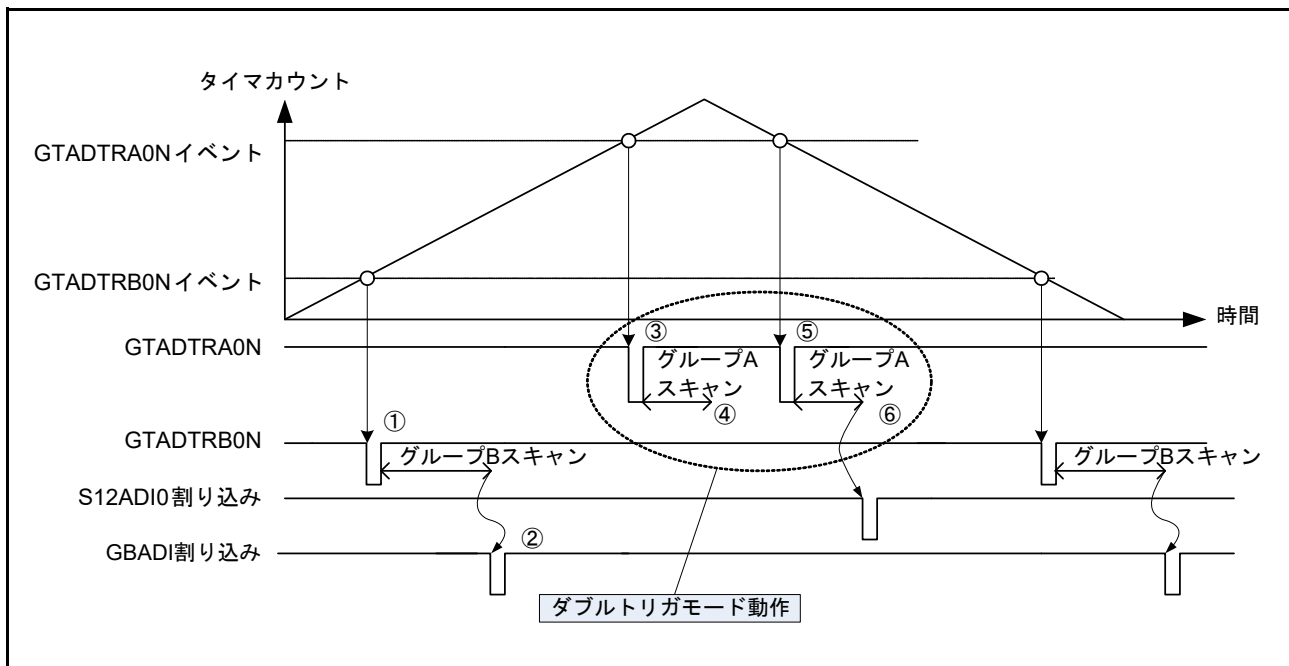 タイマカウント
GTADTRA0Nイベント
GTADTRB0Nイベント
時間
GTADTRA0N
③
グループA
スキャン
④
⑤
グループA
スキャン
⑥
GTADTRB0N
①
グループBスキャン
グループBスキャン
S12ADI0割り込み
GBADI割り込み
②
ダブルトリガモード動作